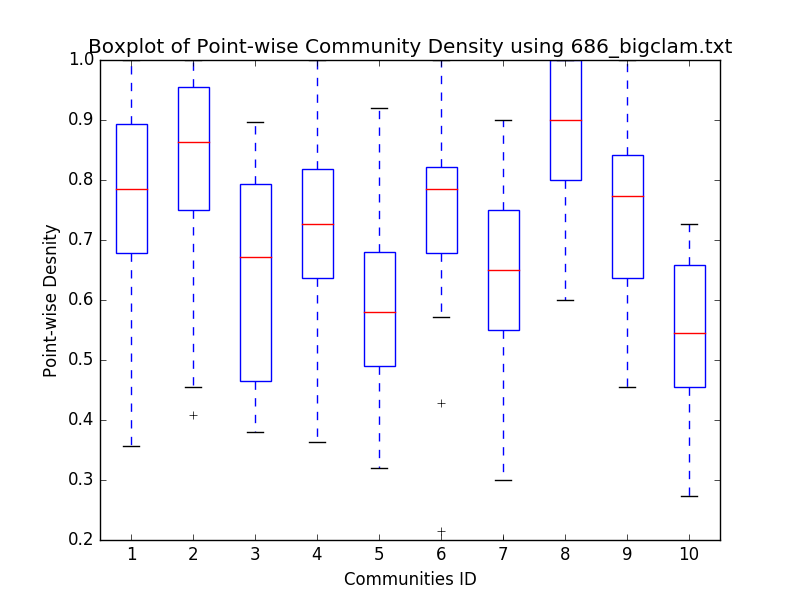 Boxplot of Point-wise Community Density using 686_bigclam.txt
1.0
0.9
0.8
0.7
0.6
0.5
0.4
0.3
0.2
Point-wise Desnity
1 2 3 4 5 6 7 8 9 10
Communities ID